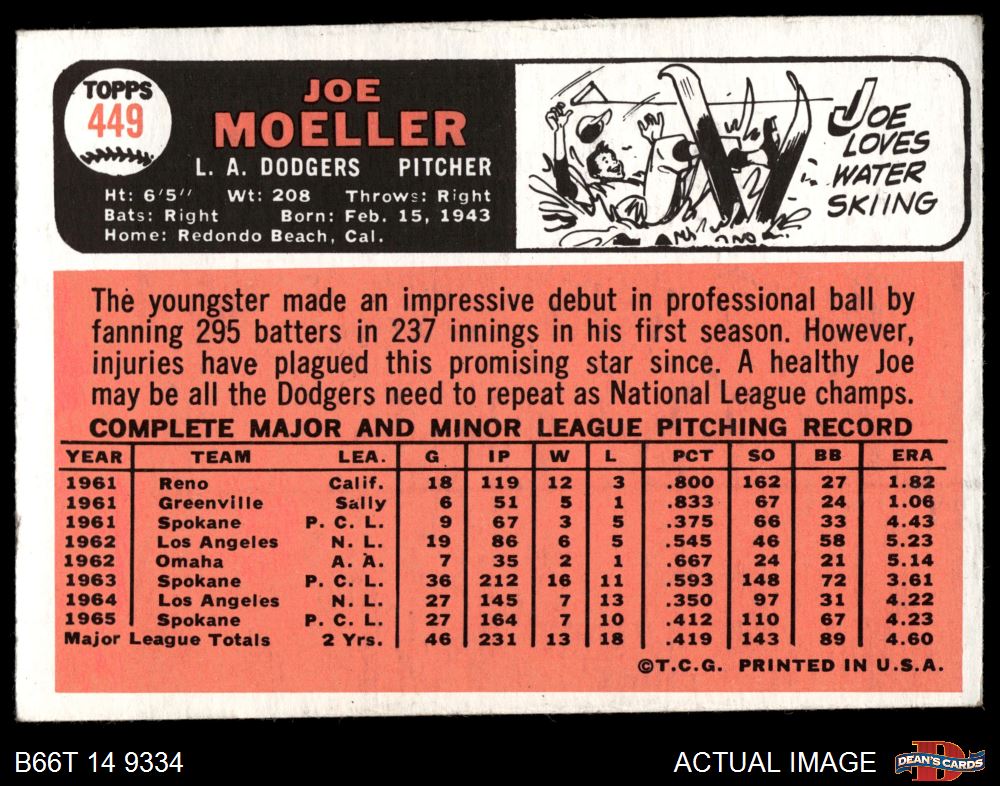 TOPPS
449
JOE
MOELLER
L. A. DODGERS PITCHER
Ht: 6'5" Wt: 208 Throws: Right
Bats: Right Born: Feb. 15, 1943
Home: Redondo Beach, Cal.
JOE
LOVES
WATER
SKIING
The youngster made an impressive debut in professional ball by
fanning 295 batters in 237 innings in his first season. However,
injuries have plagued this promising star since. A healthy Joe
may be all the Dodgers need to repeat as National League champs.
COMPLETE MAJOR AND MINOR LEAGUE PITCHING RECORD
YEAR TEAM LEA. G IP W L PCT SO BB ERA
1961 Reno Calif. 18 119 12 3 .800 162 27 1.82
1961 Greenville Sally 6 51 5 1 .833 67 24 1.06
1961 Spokane P. C. L. 9 67 3 5 .375 66 33 4.43
1962 Los Angeles N. L. 19 86 6 5 .545 46 58 5.23
1962 Omaha A. A. 7 35 2 1 .667 24 21 5.14
1963 Spokane P. C. L. 36 212 16 11 .593 148 72 3.61
1964 Los Angeles N. L. 27 145 7 13 .350 97 31 4.22
1965 Spokane P. C. L. 27 164 7 10 .412 110 67 4.23
Major League Totals 2 Yrs. 46 231 13 18 .419 143 89 4.60
©T.C.G. PRINTED IN U.S.A.
B66T 14 9334 ACTUAL IMAGE
DEAN'S CARDS